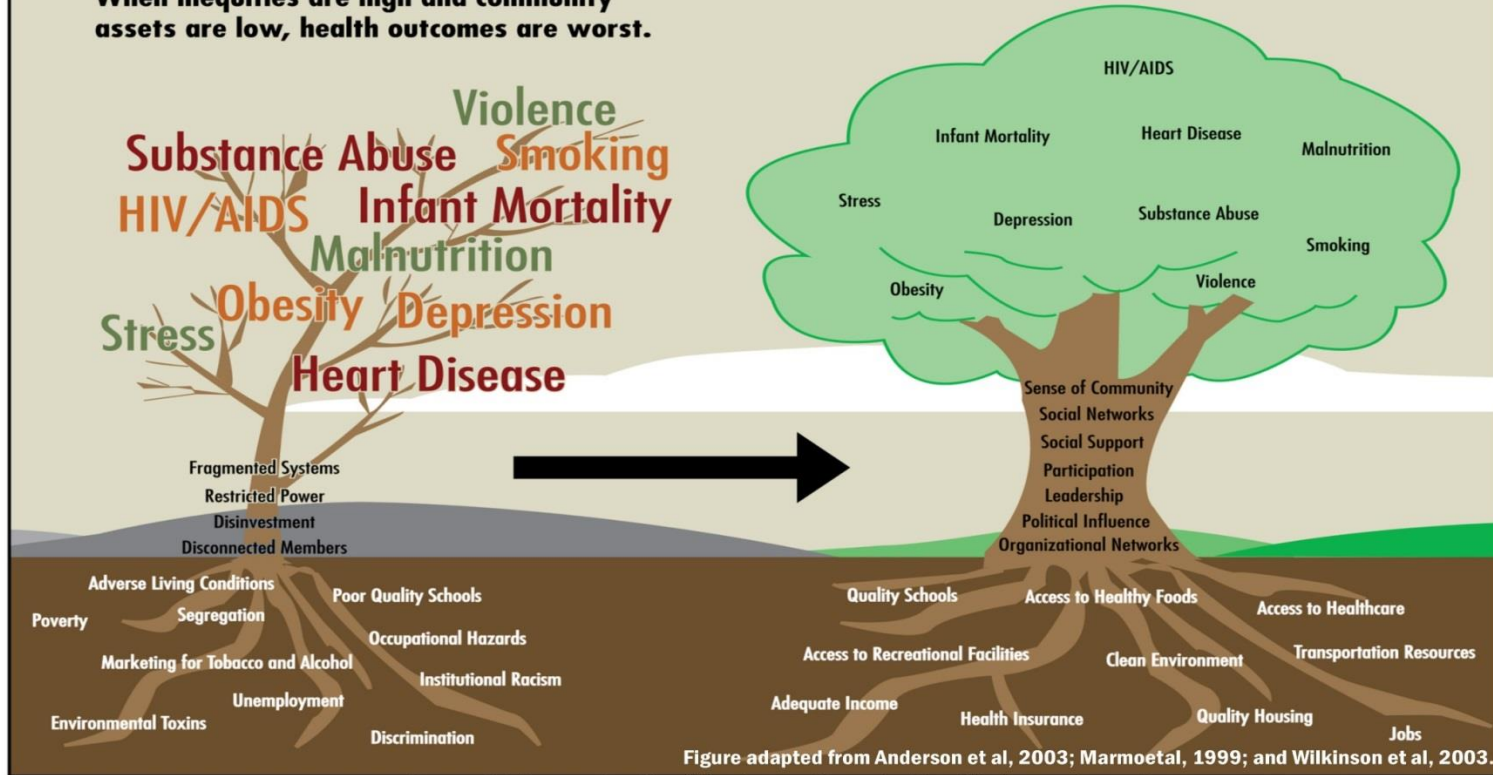 When inequities are high and community
assets are low, health outcomes are worst.
Violence
Substance Abuse
Smoking
HIV/AIDS
Infant Mortality
Malnutrition
Obesity
Depression
Stress
Heart Disease
Fragmented Systems
Restricted Power
Disinvestment
Disconnected Members
Adverse Living Conditions
Poor Quality Schools
Poverty
Segregation
Occupational Hazards
Marketing for Tobacco and Alcohol
Institutional Racism
Unemployment
Environmental Toxins
Discrimination
HIV/AIDS
Infant Mortality
Heart Disease
Malnutrition
Stress
Depression
Substance Abuse
Smoking
Obesity
Violence
Sense of Community
Social Networks
Social Support
Participation
Leadership
Political Influence
Organizational Networks
Quality Schools
Access to Healthy Foods
Access to Healthcare
Access to Recreational Facilities
Clean Environment
Transportation Resources
Adequate Income
Health Insurance
Quality Housing
Jobs
Figure adapted from Anderson et al, 2003; Marmoetal, 1999; and Wilkinson et al, 2003.